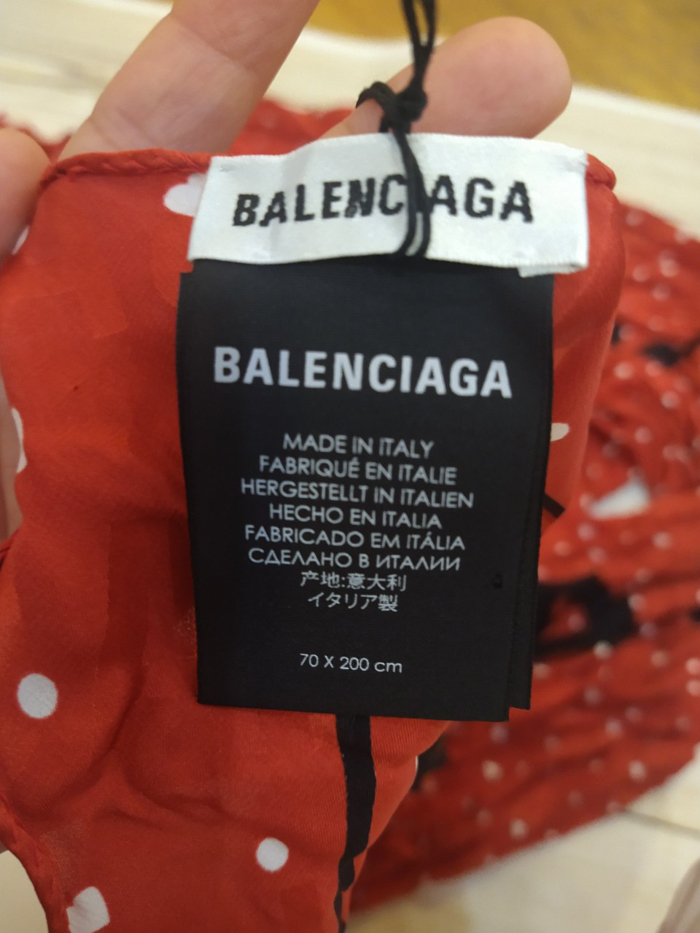 BALENCIAGA
BALENCIAGA
MADE IN ITALY
FABRIQUÉ EN ITALIE
HERGESTELLT IN ITALIEN
HECHO EN ITALIA
FABRICADO EM ITÁLIA
СДЕЛАНО В ИТАЛИИ
产地:意大利
イタリア製
70 X 200 cm